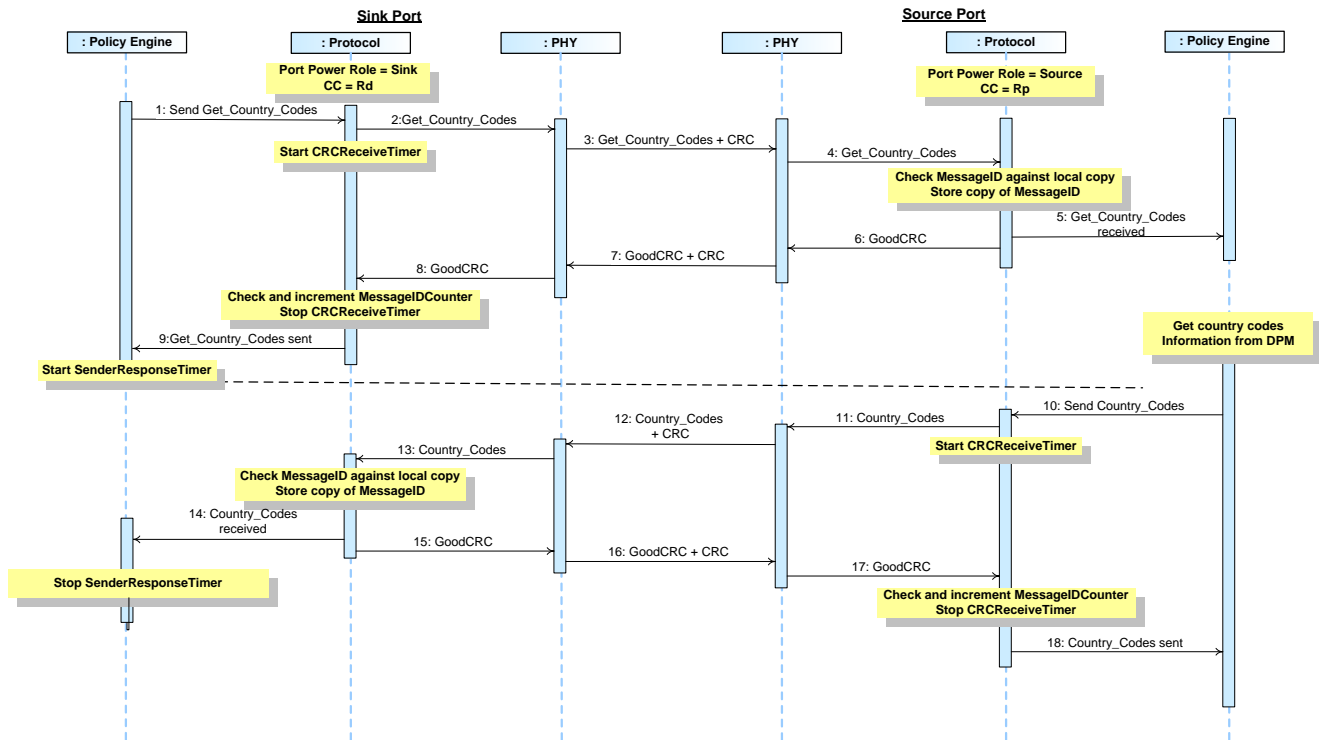 Sink Port
Source Port
: Policy Engine
: Protocol
: PHY
: PHY
: Protocol
: Policy Engine
Port Power Role = Sink
CC = Rd
Port Power Role = Source
CC = Rp
1: Send Get_Country_Codes
2:Get_Country_Codes
Start CRCReceiveTimer
3: Get_Country_Codes + CRC
4: Get_Country_Codes
Check MessageID against local copy
Store copy of MessageID
5: Get_Country_Codes
received
6: GoodCRC
7: GoodCRC + CRC
8: GoodCRC
Check and increment MessageIDCounter
Stop CRCReceiveTimer
9:Get_Country_Codes sent
Start SenderResponseTimer
Get country codes
Information from DPM
10: Send Country_Codes
11: Country_Codes
Start CRCReceiveTimer
12: Country_Codes
+ CRC
13: Country_Codes
Check MessageID against local copy
Store copy of MessageID
14: Country_Codes
received
15: GoodCRC
16: GoodCRC + CRC
17: GoodCRC
Stop SenderResponseTimer
Check and increment MessageIDCounter
Stop CRCReceiveTimer
18: Country_Codes sent